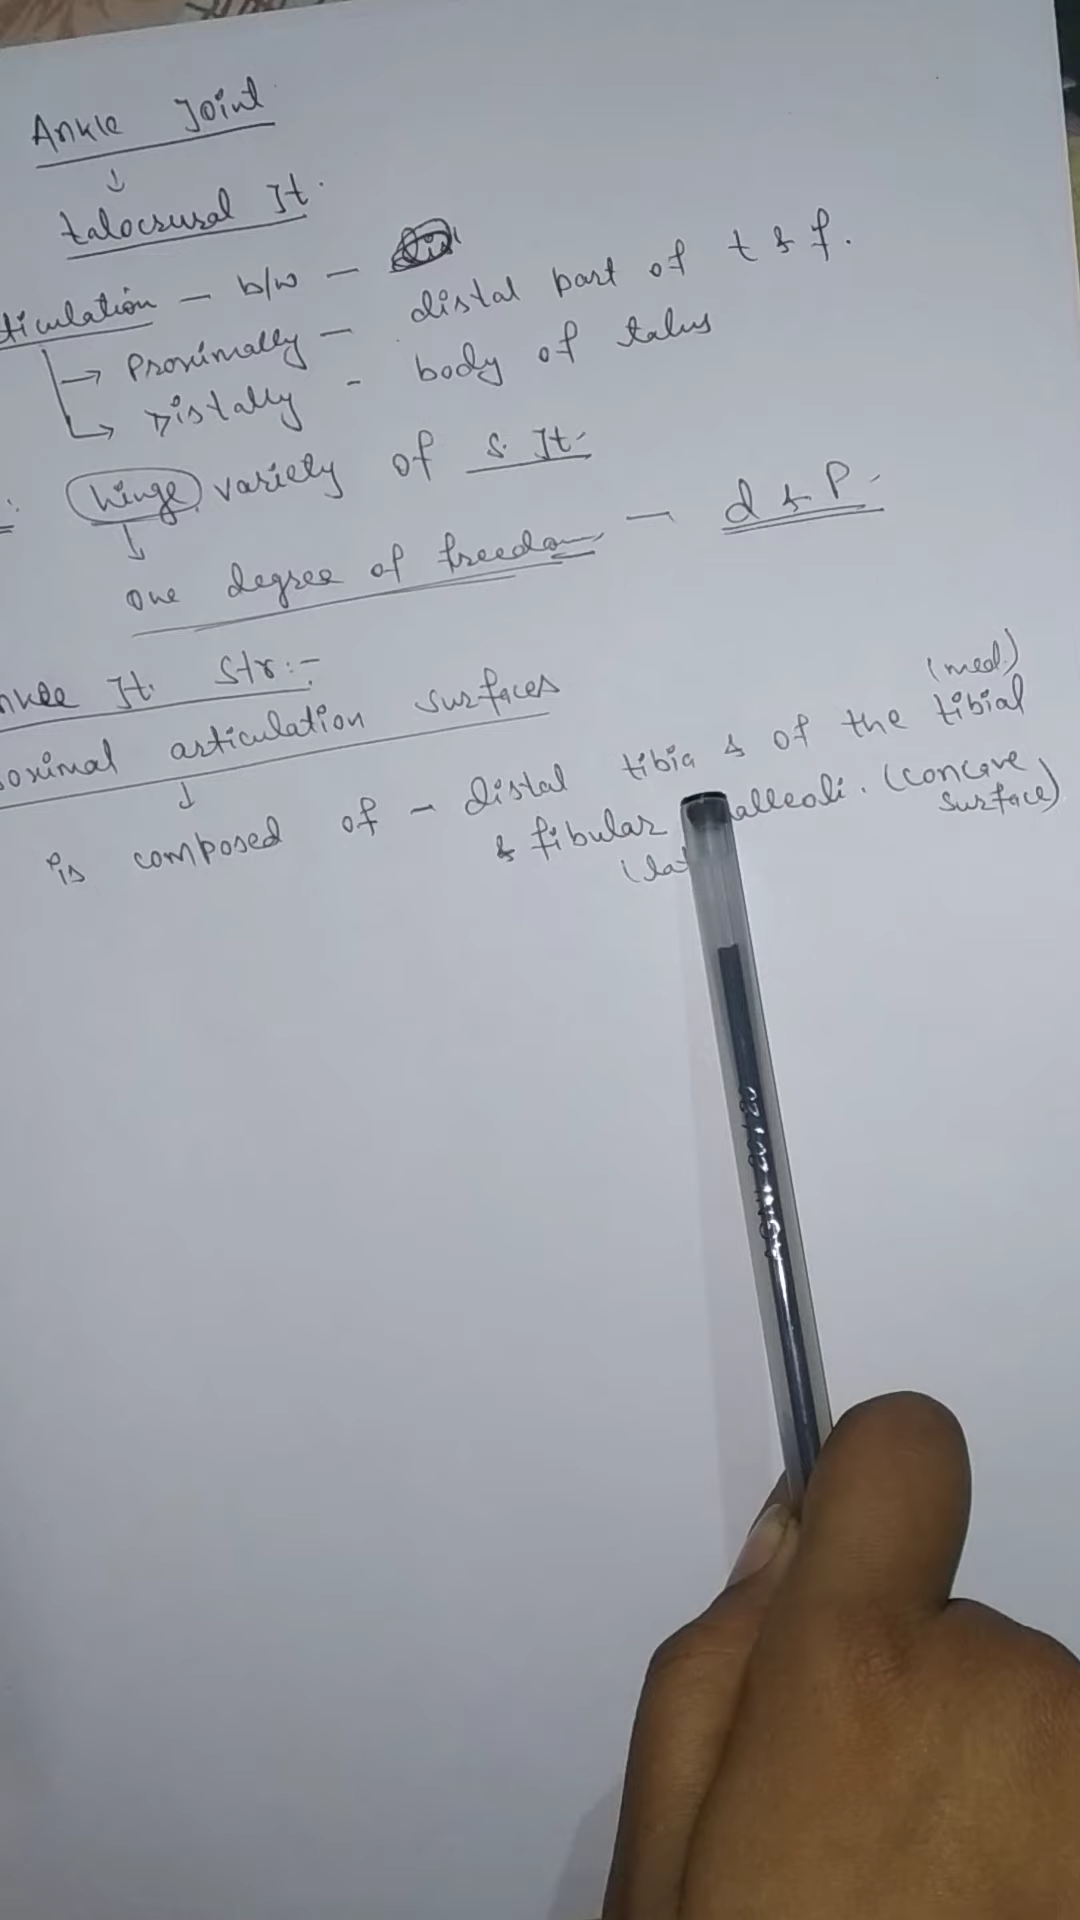 Ankle Joint
↓
talocrural Jt.
ticulation - b/w -
→ Proximally - distal part of t & f.
→ Distally - body of talus
: hinge variety of s. Jt.
↓
one degree of freedom - d & P.
nkle Jt. Str:-
oximal articulation surfaces
↓
(med.)
is composed of - distal tibia & of the tibial
& fibular alleoli. (concave surface)
(lat